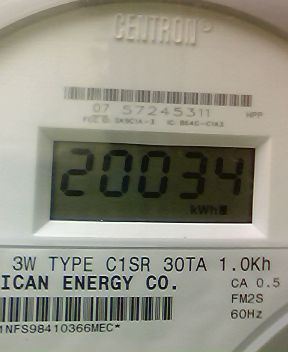 CENTRON®
07 57245311 HPP
20034
kWh
3W TYPE C1SR 30TA 1.0Kh
ICAN ENERGY CO.
CA 0.5
FM2S
60Hz
1NFS98410366MEC*